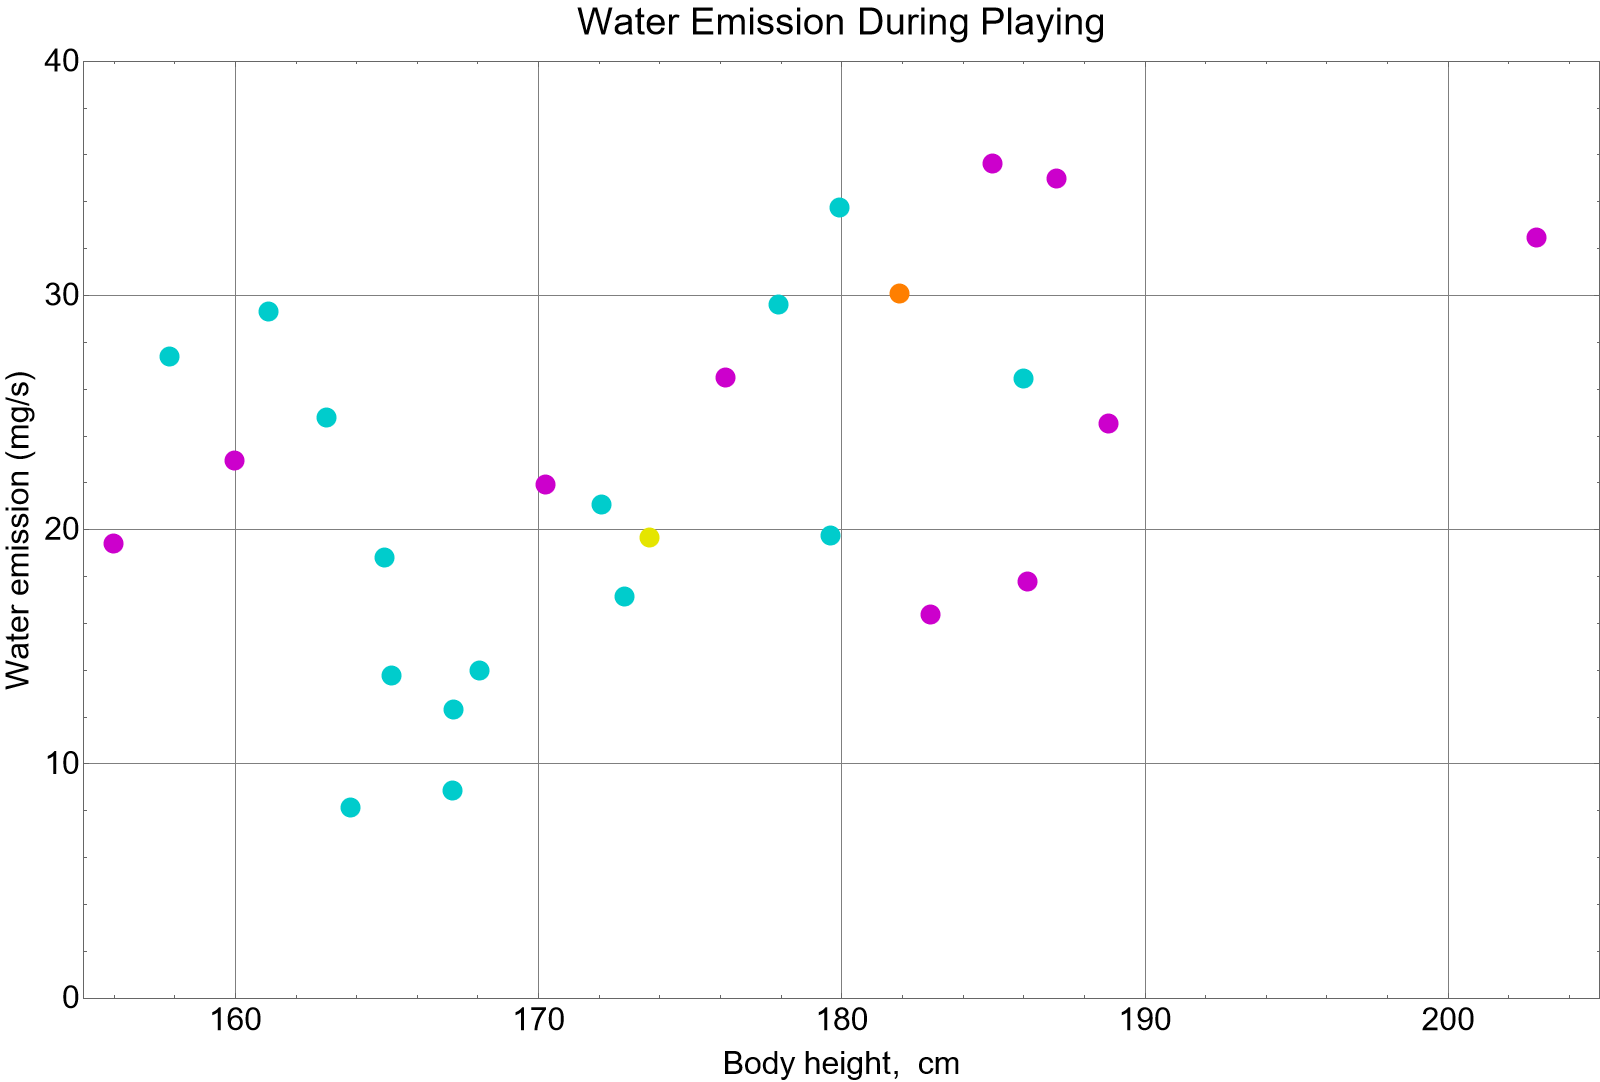 Water Emission During Playing
40
30
20
10
0
Water emission (mg/s)
160 170 180 190 200
Body height, cm